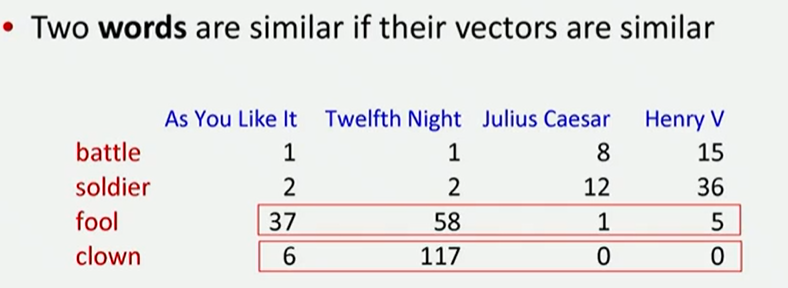 • Two words are similar if their vectors are similar
As You Like It Twelfth Night Julius Caesar Henry V
battle 1 1 8 15
soldier 2 2 12 36
fool 37 58 1 5
clown 6 117 0 0